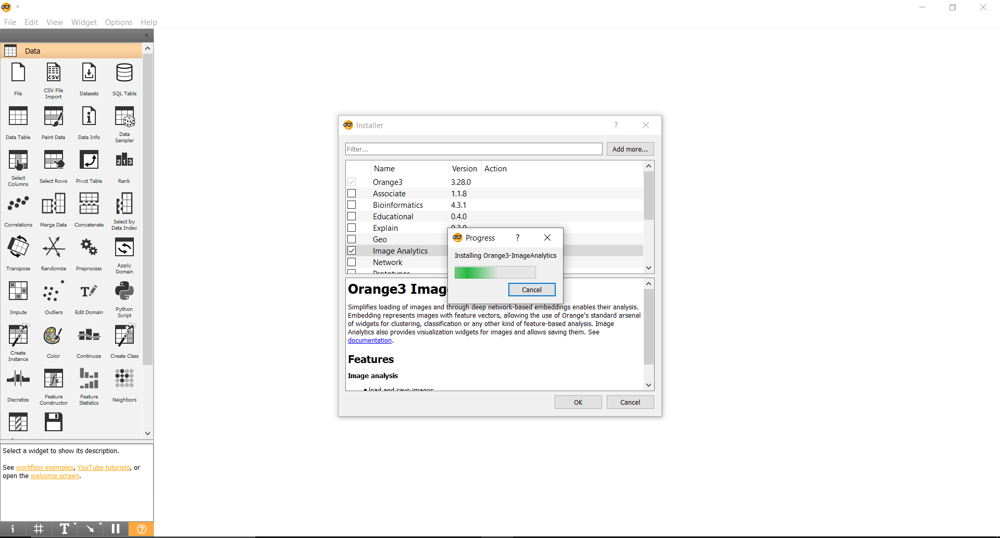 *
File Edit View Widget Options Help
Data
File
CSV
CSV File Import
Datasets
SQL Table
Data Table
Paint Data
Data Info
Data Sampler
Select Columns
Select Rows
Pivot Table
2 1 3
Rank
Correlations
Merge Data
Concatenate
Select by Data Index
Transpose
Randomize
Preprocess
Apply Domain
Impute
Outliers
Edit Domain
Python Script
Create Instance
Color
Continuize
Create Class
Discretize
Feature Constructor
Feature Statistics
Neighbors
Select a widget to show its description.
See workflow examples, YouTube tutorials, or
open the welcome screen.
Installer ?
Filter...
Add more...
Name Version Action
Orange3 3.28.0
Associate 1.1.8
Bioinformatics 4.3.1
Educational 0.4.0
Explain 0.3.0
Geo
Image Analytics
Network
Prototypes
Progress ?
Installing Orange3-ImageAnalytics
Cancel
Orange3 Imag
Simplifies loading of images and through deep network-based embeddings enables their analysis.
Embedding represents images with feature vectors, allowing the use of Orange's standard arsenal
of widgets for clustering, classification or any other kind of feature-based analysis. Image
Analytics also provides visualization widgets for images and allows saving them. See
documentation.
Features
Image analysis
• load and save images
OK
Cancel